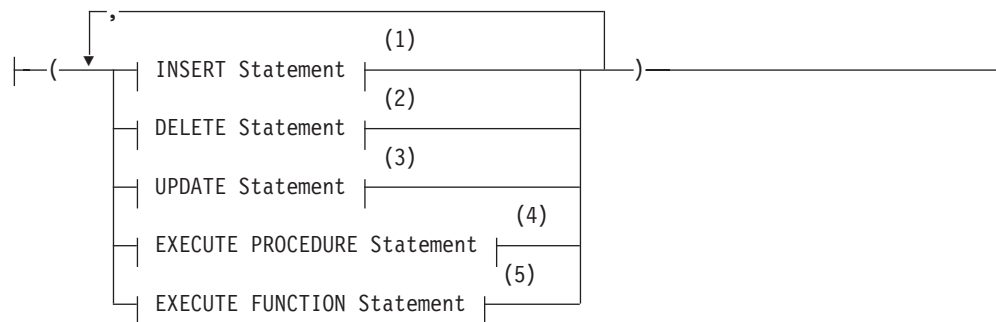 ,
(1)
( INSERT Statement )
(2)
DELETE Statement
(3)
UPDATE Statement
(4)
EXECUTE PROCEDURE Statement
(5)
EXECUTE FUNCTION Statement